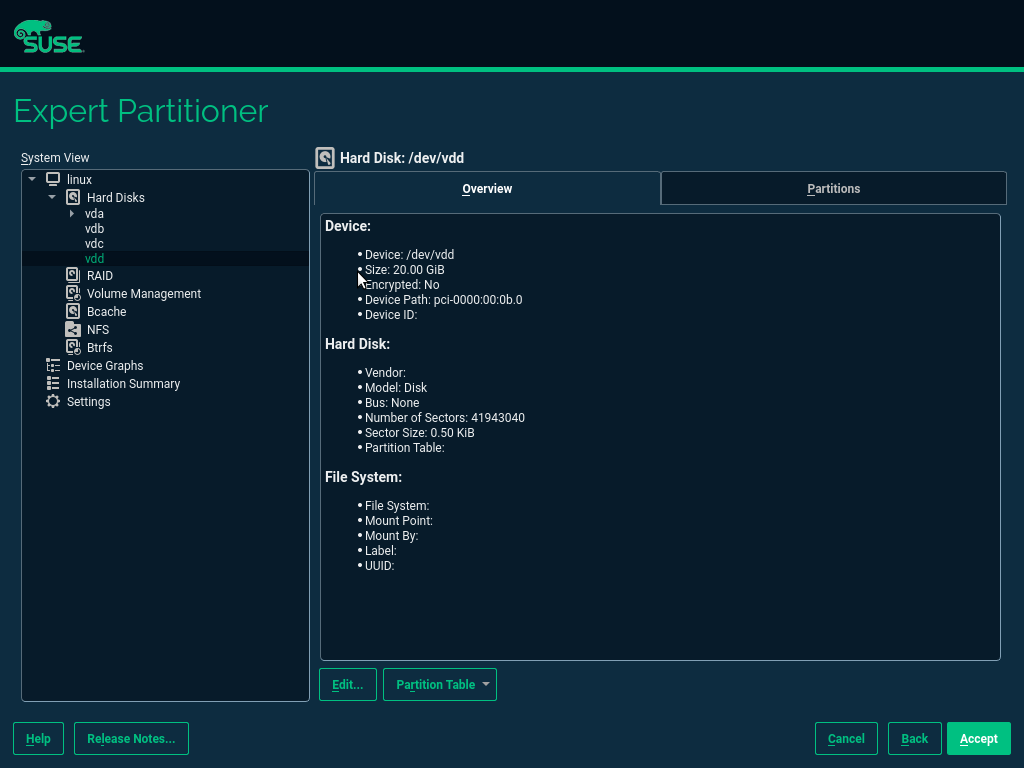 SUSE
Expert Partitioner
System View
linux
Hard Disks
vda
vdb
vdc
vdd
RAID
Volume Management
Bcache
NFS
Btrfs
Device Graphs
Installation Summary
Settings
Hard Disk: /dev/vdd
Overview
Partitions
Device:
• Device: /dev/vdd
• Size: 20.00 GiB
• Encrypted: No
• Device Path: pci-0000:00:0b.0
• Device ID:
Hard Disk:
• Vendor:
• Model: Disk
• Bus: None
• Number of Sectors: 41943040
• Sector Size: 0.50 KiB
• Partition Table:
File System:
• File System:
• Mount Point:
• Mount By:
• Label:
• UUID:
Edit...
Partition Table
Help
Release Notes...
Cancel
Back
Accept